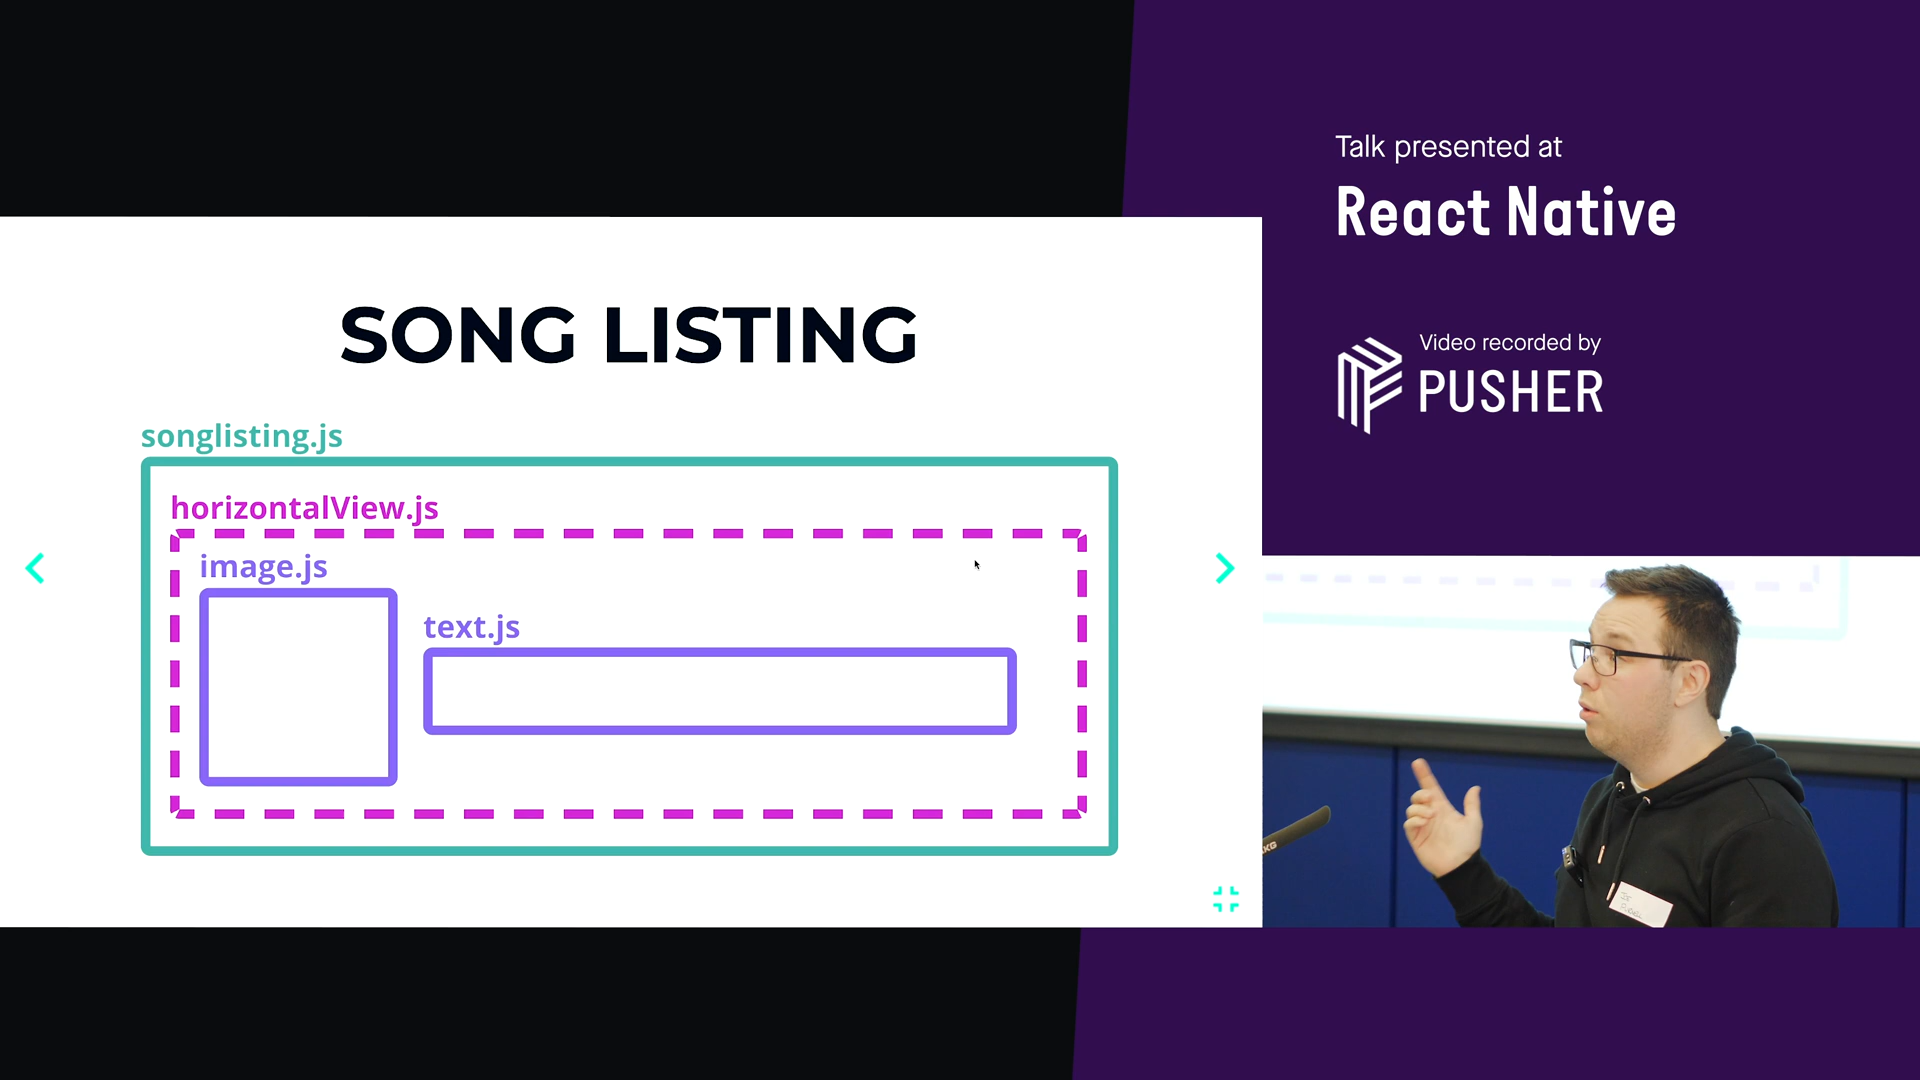 SONG LISTING
songlisting.js
horizontalView.js
image.js
text.js
Talk presented at
React Native
Video recorded by
PUSHER
AKG